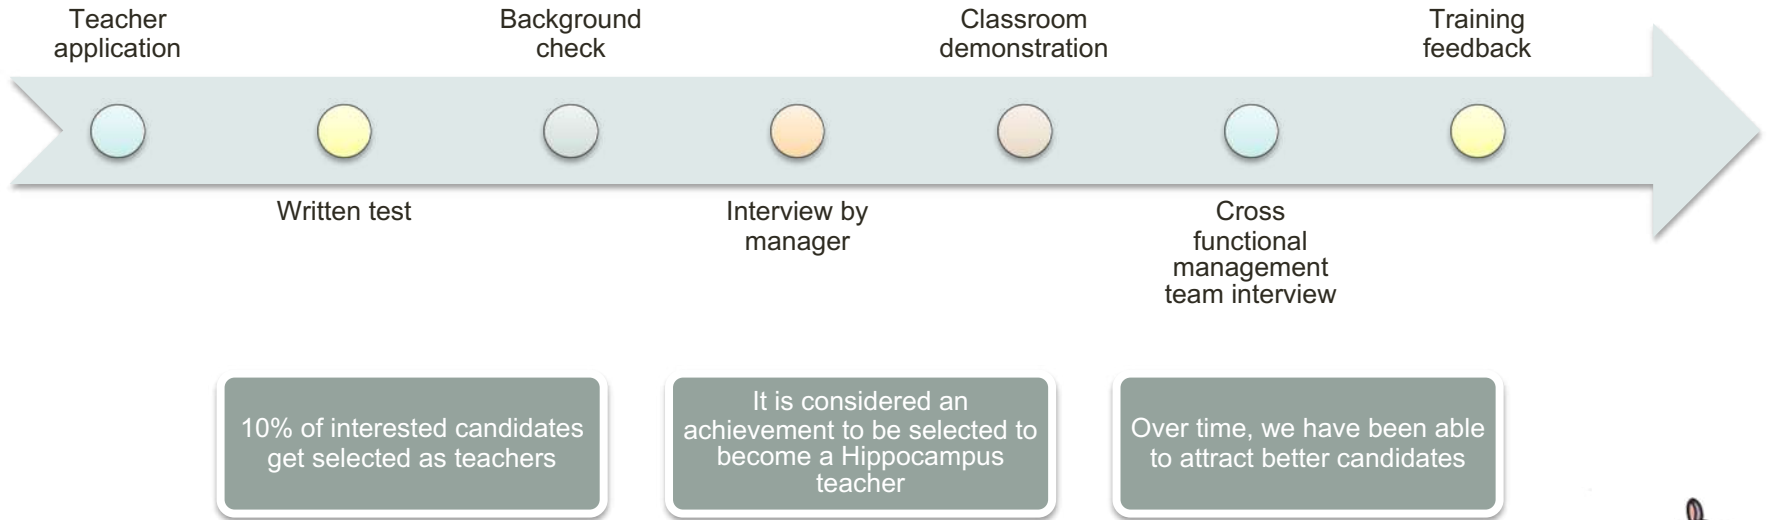 Teacher
application
Background
check
Classroom
demonstration
Training
feedback
Written test
Interview by
manager
Cross
functional
management
team interview
10% of interested candidates
get selected as teachers
It is considered an
achievement to be selected to
become a Hippocampus
teacher
Over time, we have been able
to attract better candidates